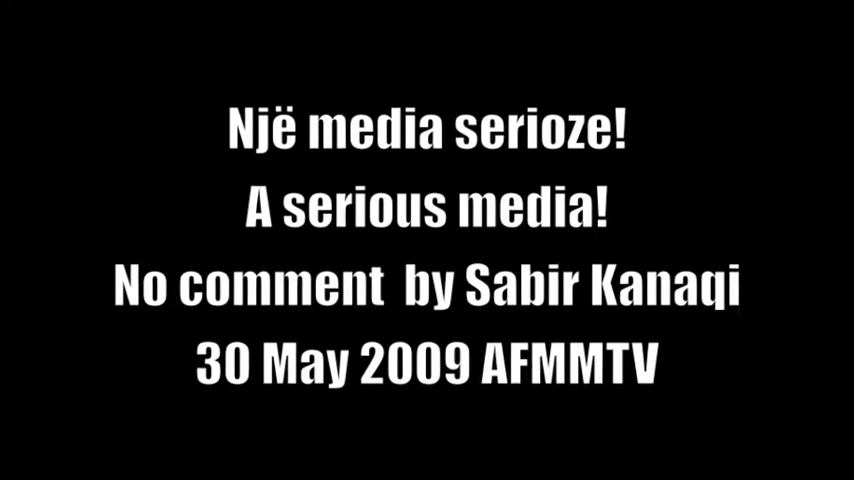 Një media serioze!
A serious media!
No comment  by Sabir Kanaqi
30 May 2009 AFMMTV